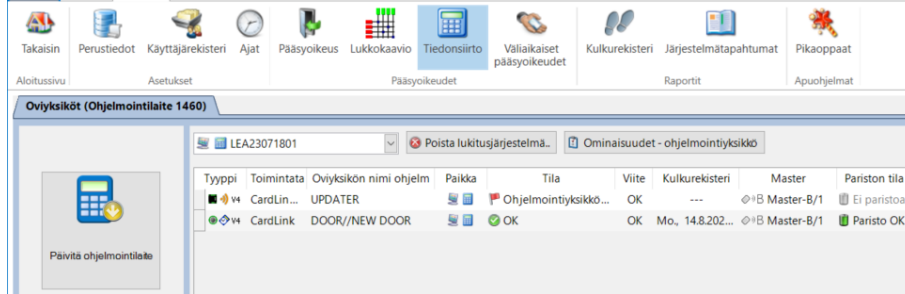 Takaisin Perustiedot Käyttäjärekisteri Ajat Pääsyoikeus Lukkokaavio Tiedonsiirto Väliaikaiset pääsyoikeudet Kulkurekisteri Järjestelmätapahtumat Pikaoppaat
Aloitussivu Asetukset Pääsyoikeudet Raportit Apuohjelmat
Oviyksiköt (Ohjelmointilaite 1460)
LEA23071801 Poista lukitusjärjestelmä.. Ominaisuudet - ohjelmointiyksikkö
Tyyppi Toimintata Oviyksikön nimi ohjelm Paikka Tila Viite Kulkurekisteri Master Pariston tila
V4 CardLin... UPDATER Ohjelmointiyksikkö... OK --- B Master-B/1 Ei paristoa
V4 CardLink DOOR//NEW DOOR OK OK Mo., 14.8.202... B Master-B/1 Paristo OK
Päivitä ohjelmointilaite